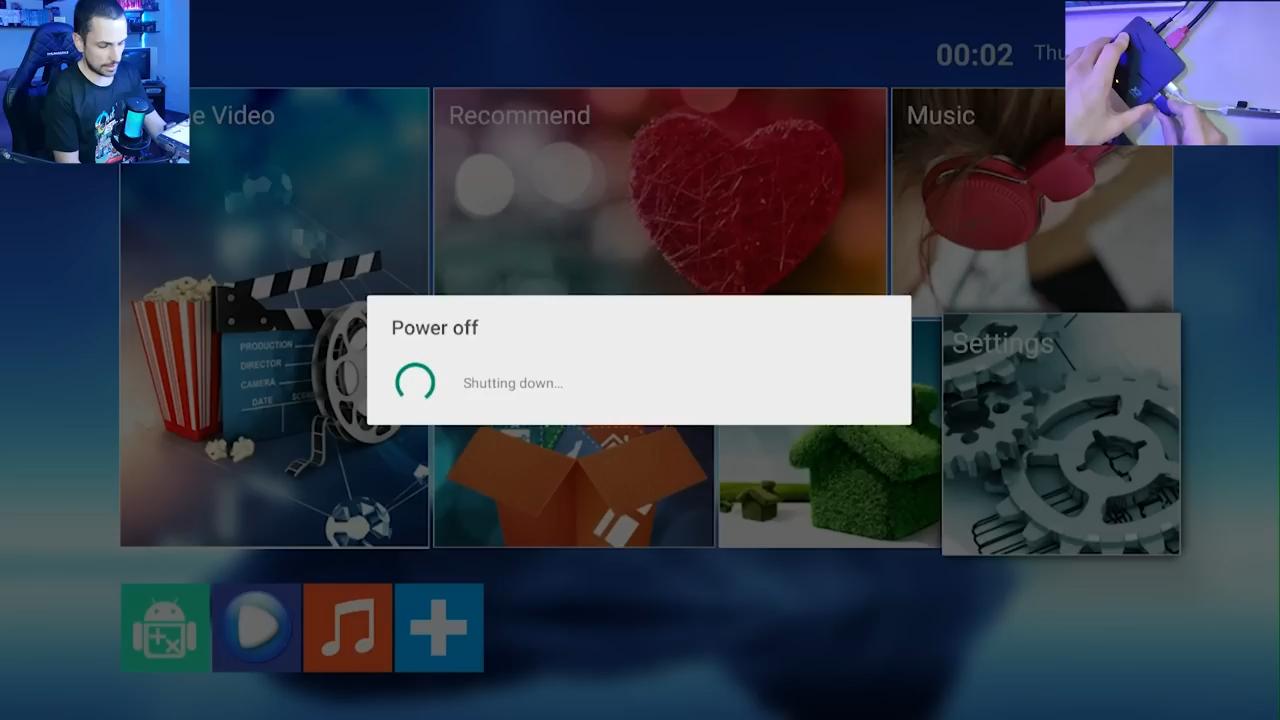 00:02 Thu
e Video
Recommend
Music
Power off
Shutting down...
Settings
PRODUCTION
DIRECTOR
CAMERA
DATE